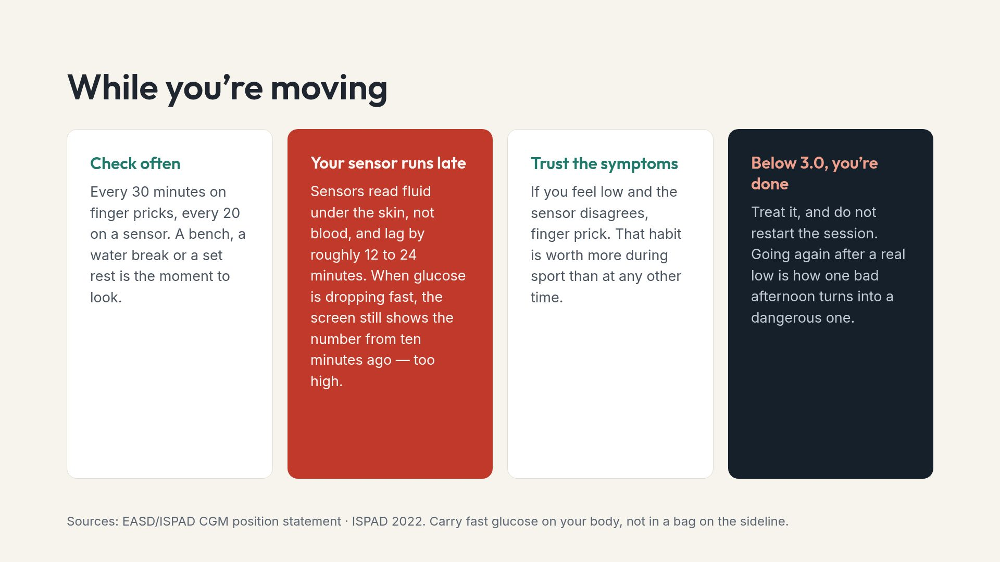 While you’re moving
Check often
Every 30 minutes on
finger pricks, every 20
on a sensor. A bench, a
water break or a set
rest is the moment to
look.
Your sensor runs late
Sensors read fluid
under the skin, not
blood, and lag by
roughly 12 to 24
minutes. When glucose
is dropping fast, the
screen still shows the
number from ten
minutes ago — too
high.
Trust the symptoms
If you feel low and the
sensor disagrees,
finger prick. That habit
is worth more during
sport than at any other
time.
Below 3.0, you’re
done
Treat it, and do not
restart the session.
Going again after a real
low is how one bad
afternoon turns into a
dangerous one.
Sources: EASD/ISPAD CGM position statement · ISPAD 2022. Carry fast glucose on your body, not in a bag on the sideline.